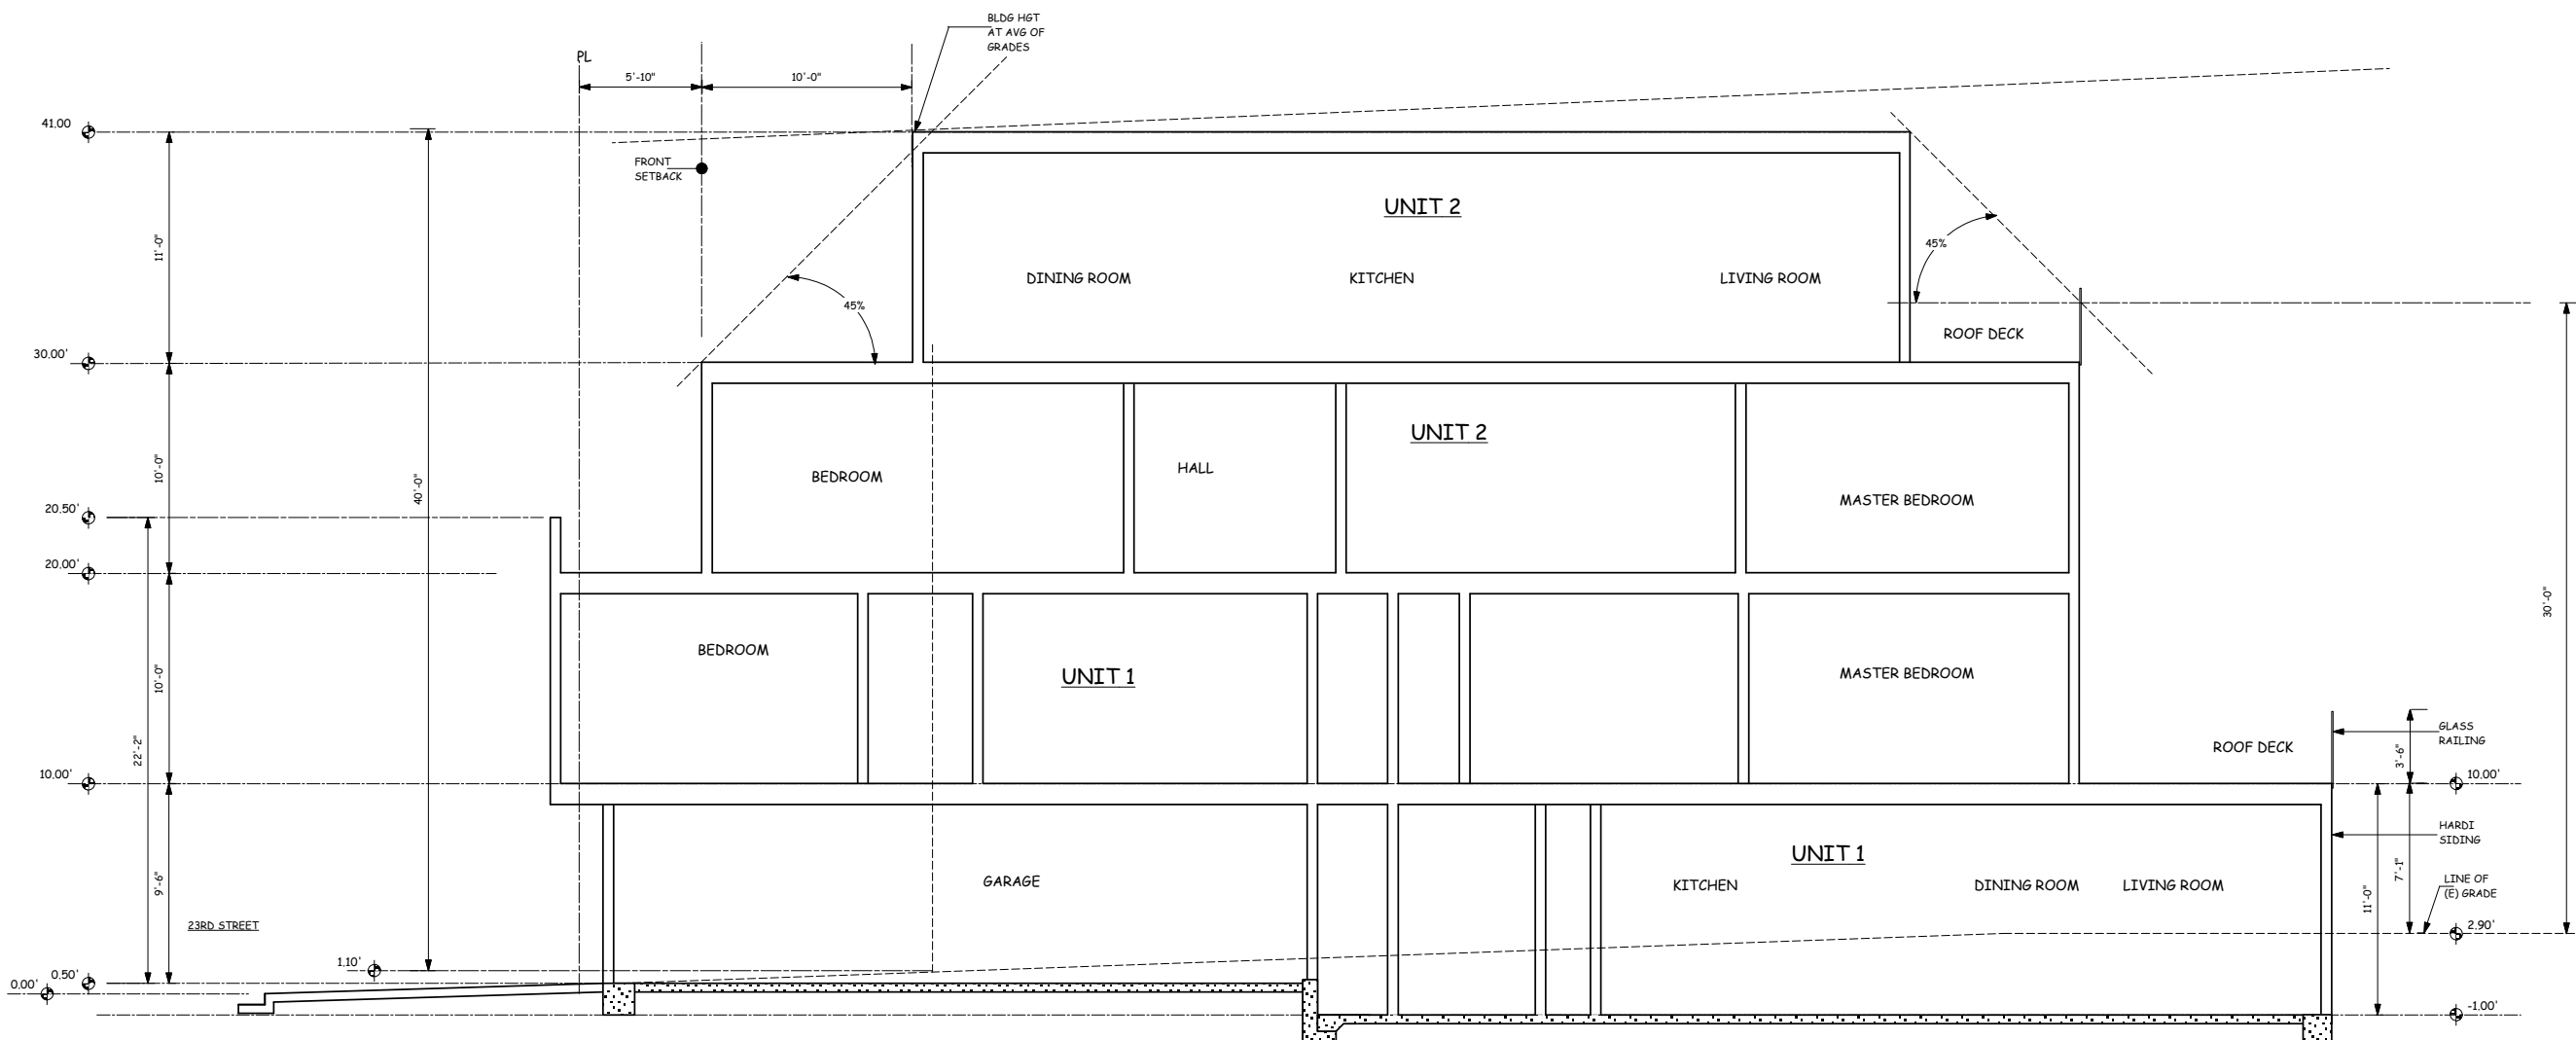 BLDG HGT
AT AVG OF
GRADES
PL
5'-10"
10'-0"
41.00
FRONT
SETBACK
UNIT 2
11'-0"
45%
DINING ROOM
KITCHEN
LIVING ROOM
45%
ROOF DECK
30.00'
UNIT 2
10'-0"
40'-0"
BEDROOM
HALL
MASTER BEDROOM
20.50'
20.00'
30'-0"
BEDROOM
10'-0"
UNIT 1
MASTER BEDROOM
22'-2"
ROOF DECK
3'-6"
GLASS
RAILING
10.00'
10.00'
HARDI
SIDING
UNIT 1
9'-6"
GARAGE
KITCHEN
DINING ROOM
LIVING ROOM
11'-0"
7'-1"
LINE OF
(E) GRADE
23RD STREET
2.90'
1.10'
0.50'
0.00'
-1.00'